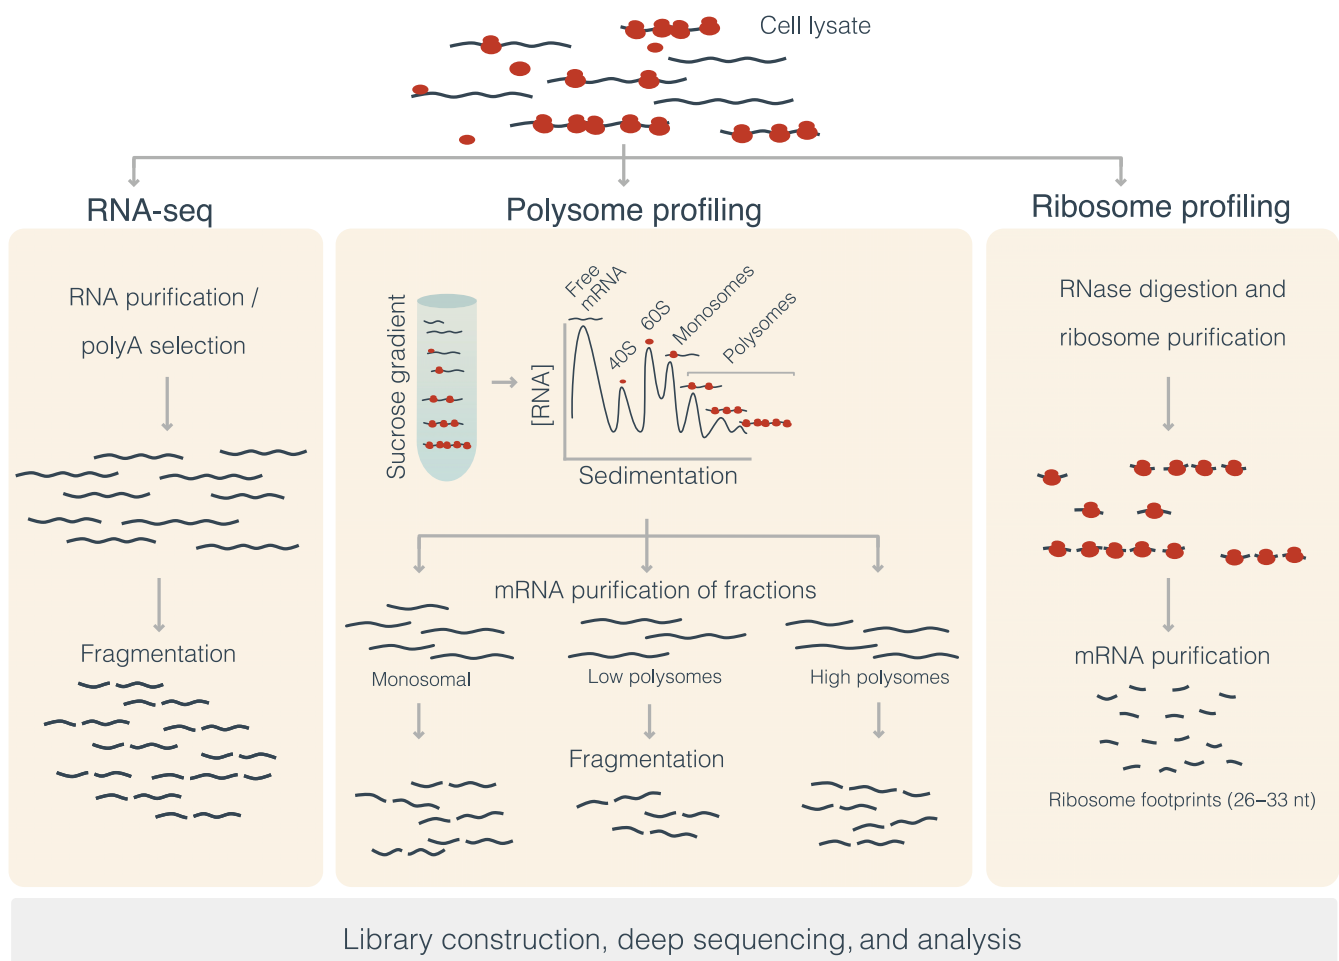 Cell lysate
RNA-seq
Polysome profiling
Ribosome profiling
RNA purification /
polyA selection
Fragmentation
Sucrose gradient
[RNA]
Free
mRNA
40S
60S
Monosomes
Polysomes
Sedimentation
mRNA purification of fractions
Monosomal
Low polysomes
High polysomes
Fragmentation
RNase digestion and
ribosome purification
mRNA purification
Ribosome footprints (26–33 nt)
Library construction, deep sequencing, and analysis